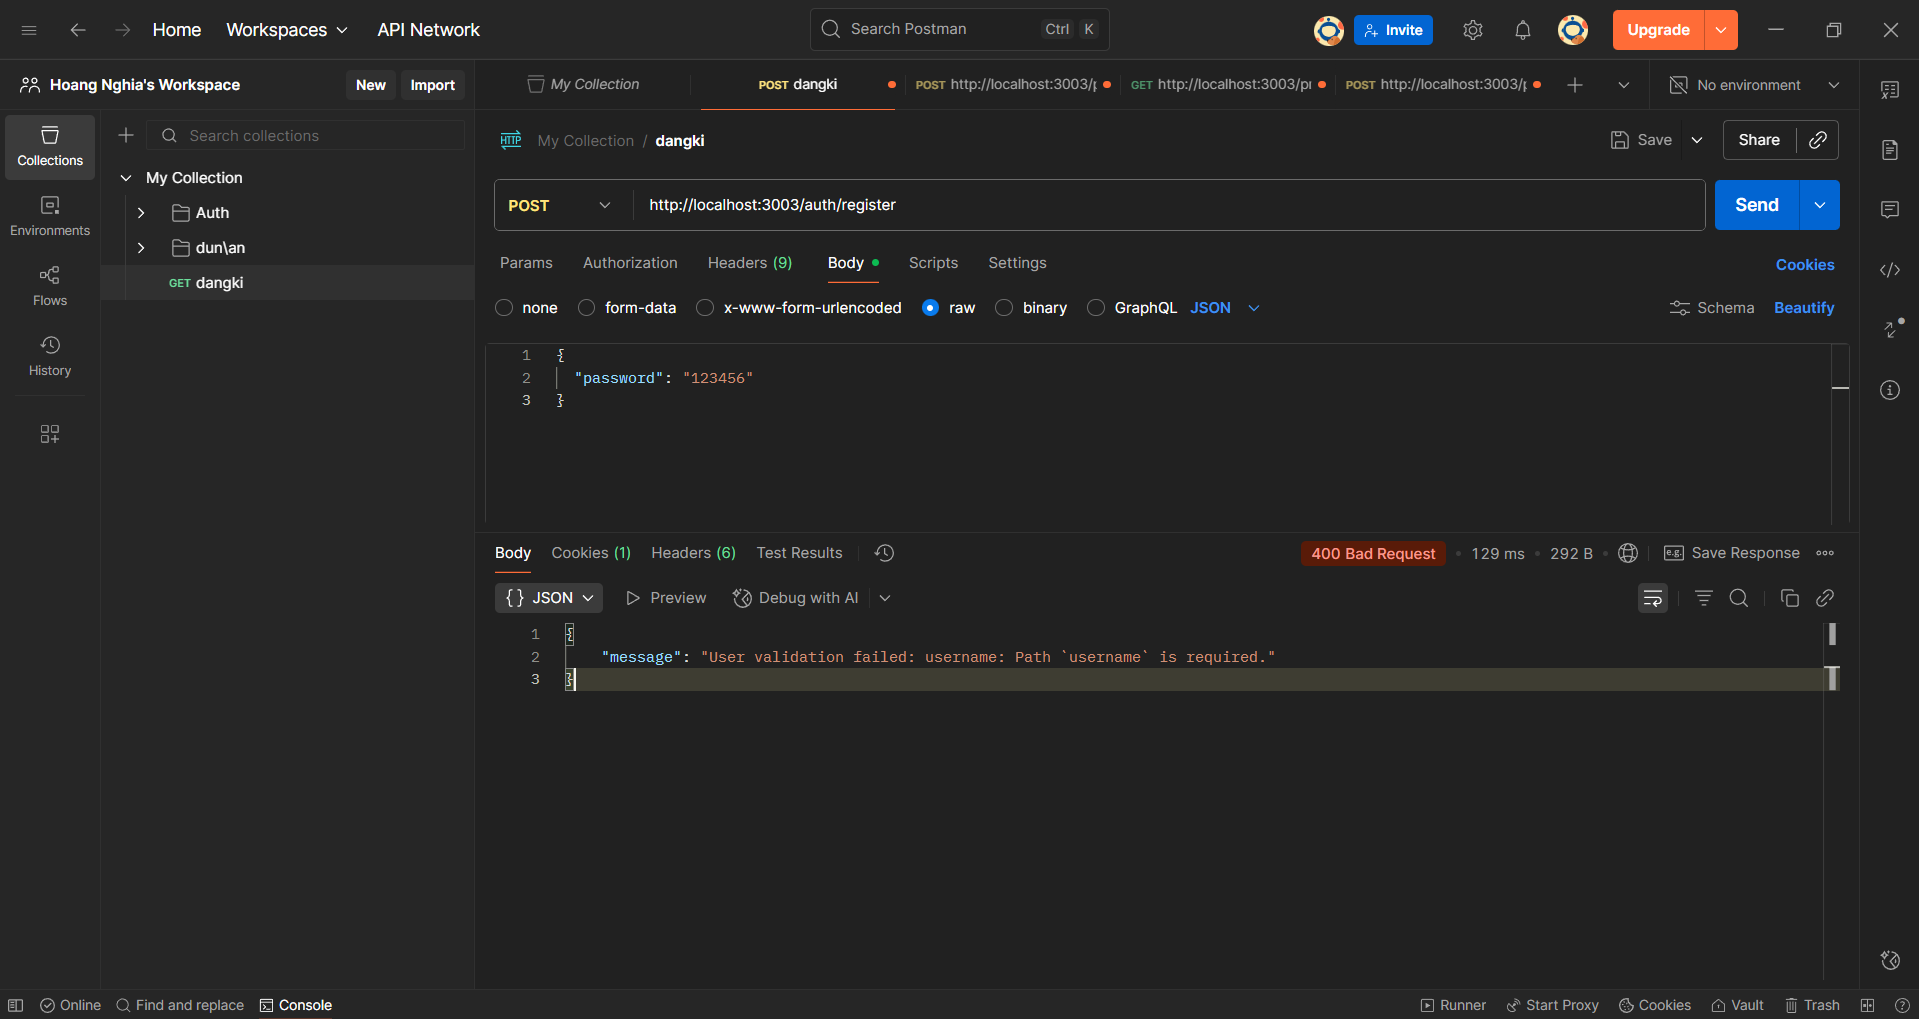 Home
Workspaces
API Network
Search Postman
Ctrl K
Invite
Upgrade
Hoang Nghia's Workspace
New
Import
My Collection
POST dangki
POST http://localhost:3003/
GET http://localhost:3003/
POST http://localhost:3003/
No environment
Collections
Environments
Flows
History
Search collections
My Collection
Auth
dun\an
GET dangki
HTTP My Collection / dangki
Save
Share
POST
http://localhost:3003/auth/register
Send
Params
Authorization
Headers (9)
Body
Scripts
Settings
Cookies
none
form-data
x-www-form-urlencoded
raw
binary
GraphQL
JSON
Schema
Beautify
1 {
2 "password": "123456"
3 }
Body
Cookies (1)
Headers (6)
Test Results
400 Bad Request • 129 ms • 292 B
e.g. Save Response
{} JSON
Preview
Debug with AI
1 {
2 "message": "User validation failed: username: Path `username` is required."
3 }
Online
Find and replace
Console
Runner
Start Proxy
Cookies
Vault
Trash